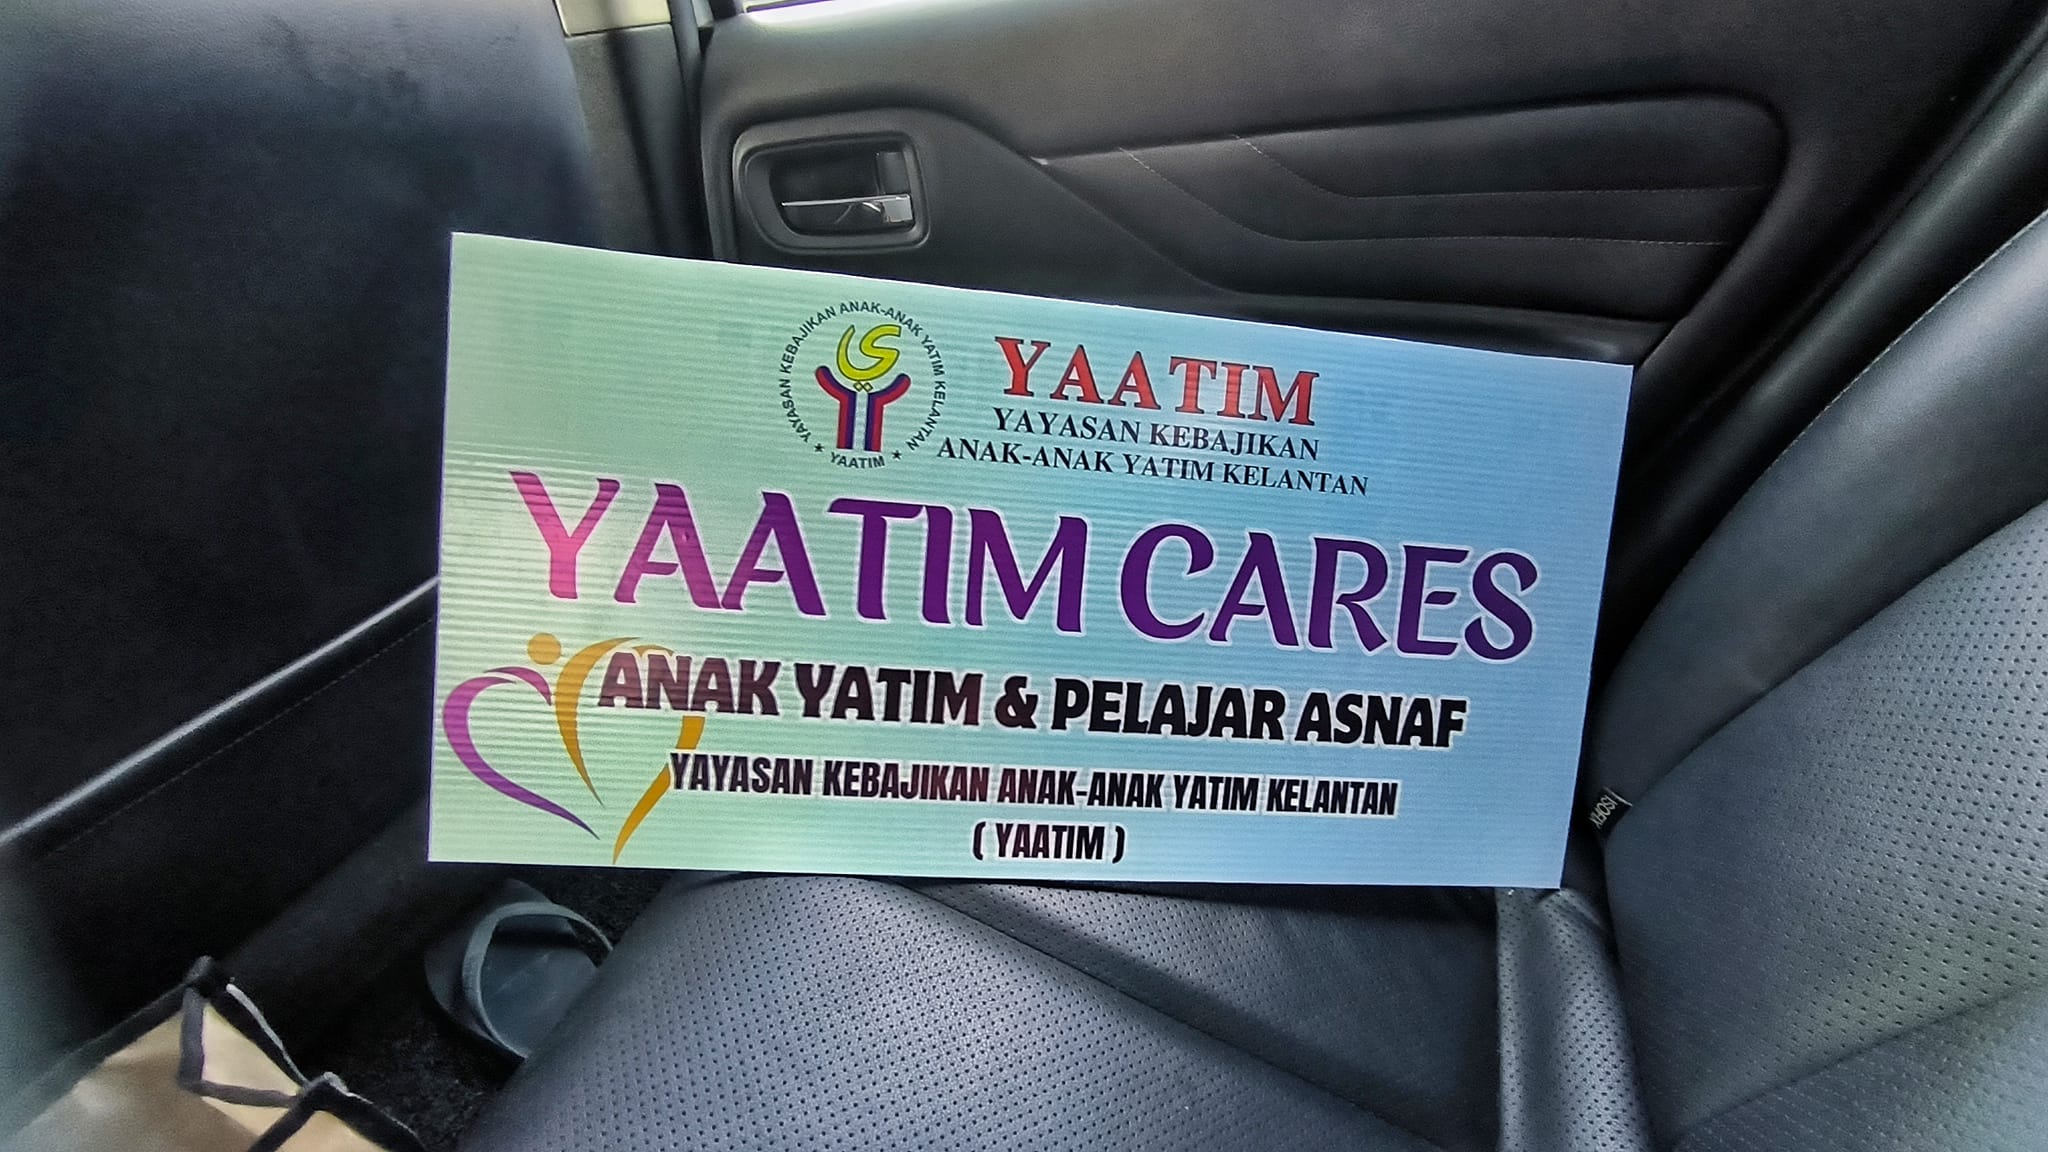 YAYASAN KEBAJIKAN ANAK-ANAK YATIM KELANTAN
★ YAATIM ★
YAATIM
YAYASAN KEBAJIKAN
ANAK-ANAK YATIM KELANTAN
YAATIM CARES
ANAK YATIM & PELAJAR ASNAF
YAYASAN KEBAJIKAN ANAK-ANAK YATIM KELANTAN
( YAATIM )
ISOFIX